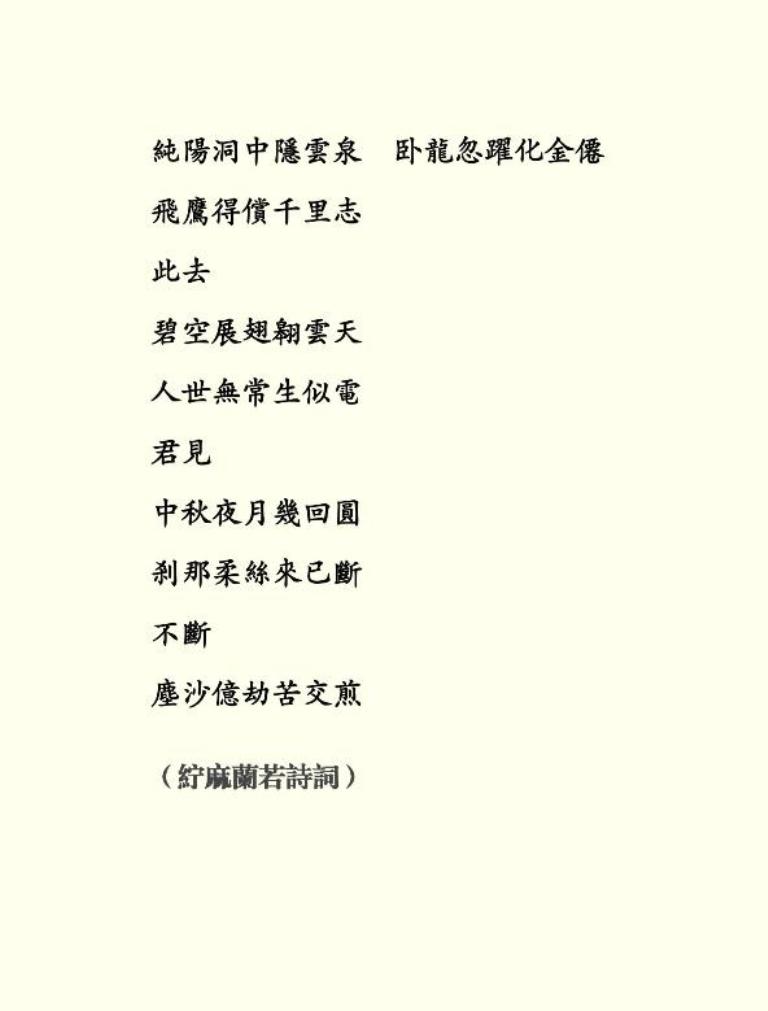 純陽洞中隱雲泉　卧龍忽躍化金僊
飛鷹得償千里志
此去
碧空展翅翱雲天
人世無常生似電
君見
中秋夜月幾回圓
剎那柔絲來已斷
不斷
塵沙億劫苦交煎
（紵麻蘭若詩詞）